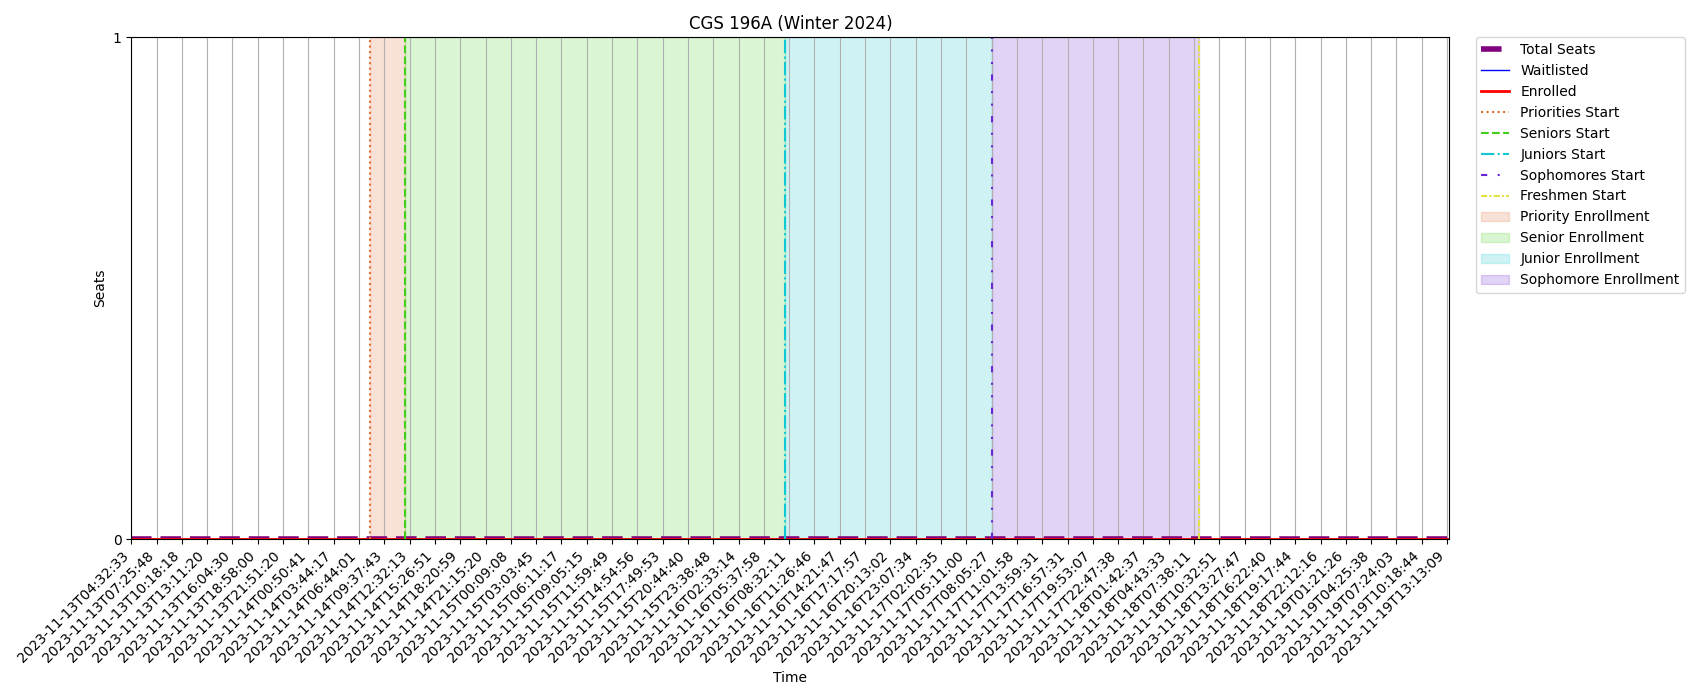 CGS 196A (Winter 2024)
1
0
Seats
2023-11-13T04:32:33
2023-11-13T07:25:48
2023-11-13T10:18:18
2023-11-13T13:11:20
2023-11-13T16:04:30
2023-11-13T18:58:00
2023-11-13T21:51:20
2023-11-14T00:50:41
2023-11-14T03:44:17
2023-11-14T06:44:01
2023-11-14T09:37:43
2023-11-14T12:32:13
2023-11-14T15:26:51
2023-11-14T18:20:59
2023-11-14T21:15:20
2023-11-15T00:09:08
2023-11-15T03:03:45
2023-11-15T06:11:17
2023-11-15T09:05:15
2023-11-15T11:59:49
2023-11-15T14:54:56
2023-11-15T17:49:53
2023-11-15T20:44:40
2023-11-15T23:38:48
2023-11-16T02:33:14
2023-11-16T05:37:58
2023-11-16T08:32:11
2023-11-16T11:26:46
2023-11-16T14:21:47
2023-11-16T17:17:57
2023-11-16T20:13:02
2023-11-16T23:07:34
2023-11-17T02:02:35
2023-11-17T05:11:00
2023-11-17T08:05:27
2023-11-17T11:01:58
2023-11-17T13:59:31
2023-11-17T16:57:31
2023-11-17T19:53:07
2023-11-17T22:47:38
2023-11-18T01:42:37
2023-11-18T04:43:33
2023-11-18T07:38:11
2023-11-18T10:32:51
2023-11-18T13:27:47
2023-11-18T16:22:40
2023-11-18T19:17:44
2023-11-18T22:12:16
2023-11-19T01:21:26
2023-11-19T04:25:38
2023-11-19T07:24:03
2023-11-19T10:18:44
2023-11-19T13:13:09
Time
Total Seats
Waitlisted
Enrolled
Priorities Start
Seniors Start
Juniors Start
Sophomores Start
Freshmen Start
Priority Enrollment
Senior Enrollment
Junior Enrollment
Sophomore Enrollment